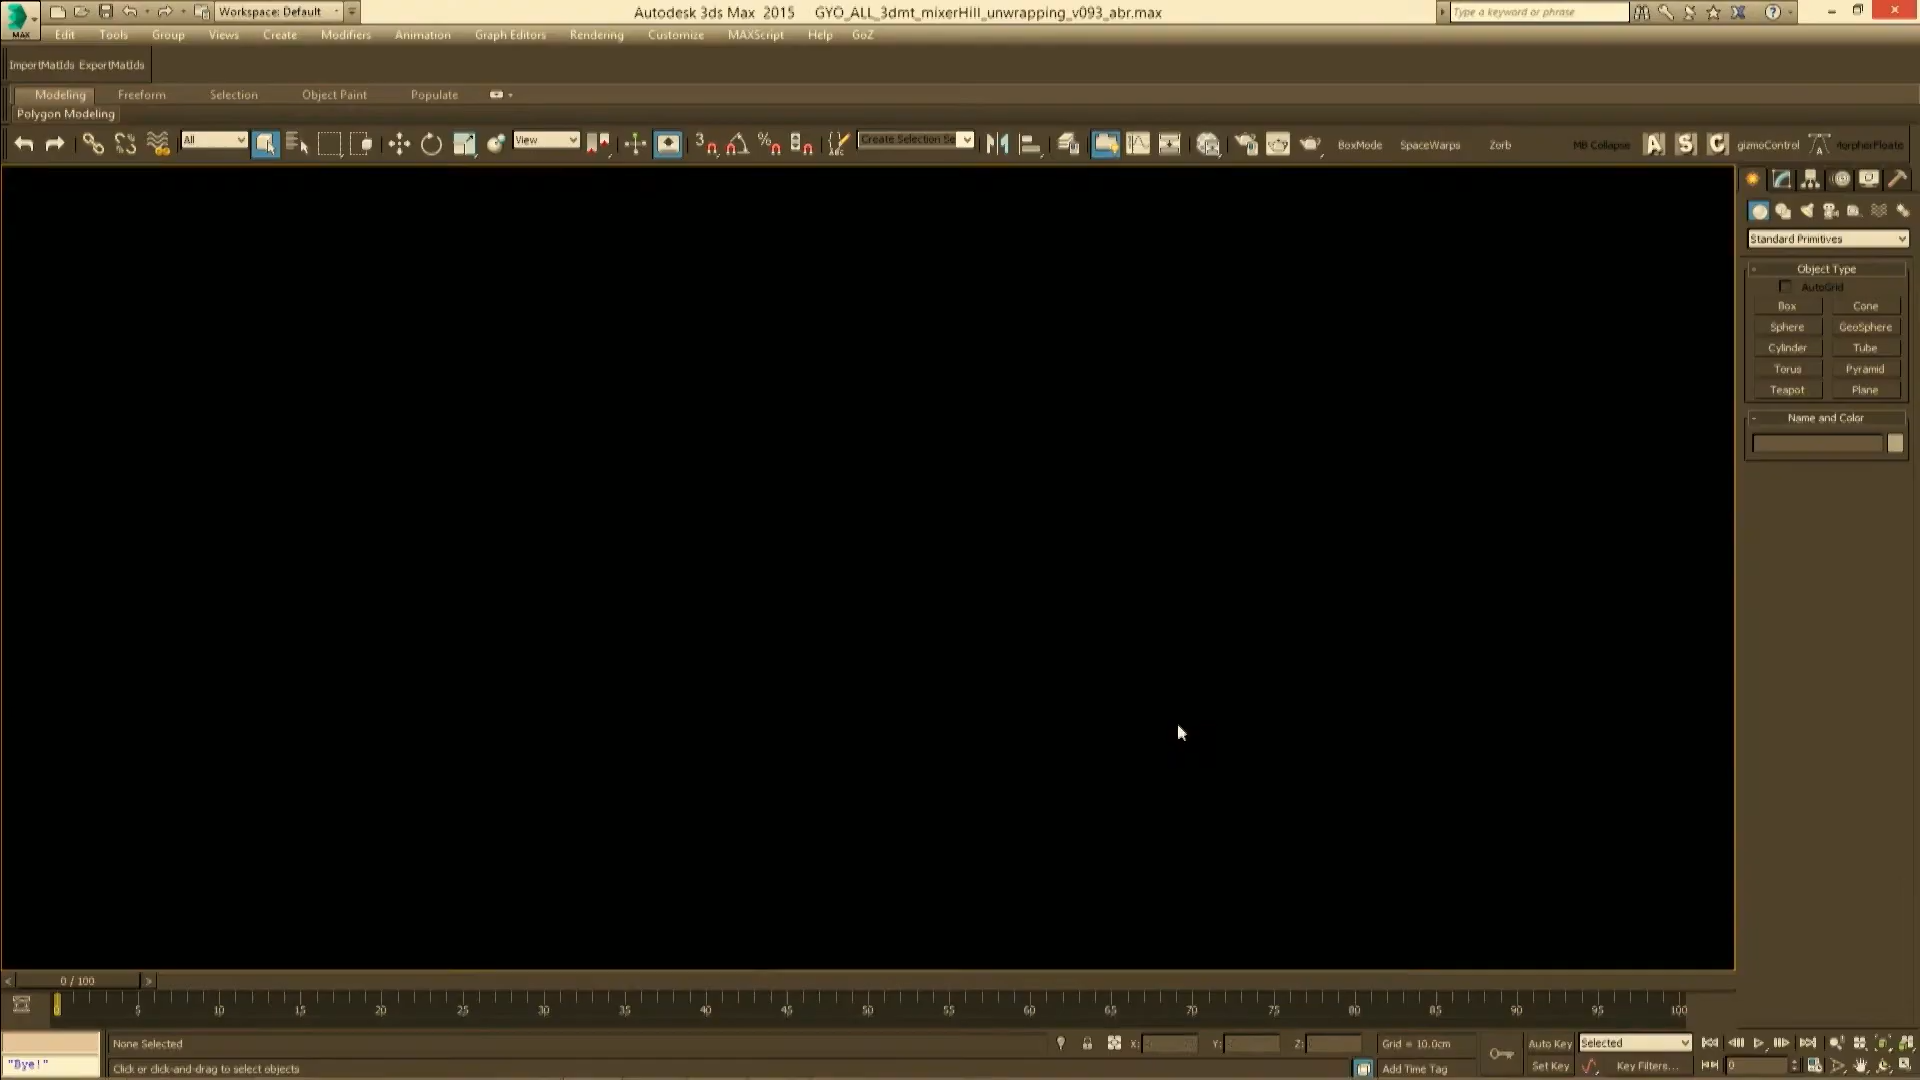 Workspace: Default
Autodesk 3ds Max 2015 GYO_ALL_3dmt_mixerHill_unwrapping_v093_abr.max
Type a keyword or phrase
MAX
Edit Tools Group Views Create Modifiers Animation Graph Editors Rendering Customize MAXScript Help GoZ
ImportMatIds ExportMatIds
Modeling Freeform Selection Object Paint Populate
Polygon Modeling
All View Create Selection Se BoxMode SpaceWarps Zorb MB Collapse A S C gizmoControl
Standard Primitives
- Object Type
AutoGrid
Box Cone
Sphere GeoSphere
Cylinder Tube
Torus Pyramid
Teapot Plane
- Name and Color
< 0 / 100 >
5 10 15 20 25 30 35 40 45 50 55 60 65 70 75 80 85 90 95 100
None Selected X: Y: Z: Grid = 10.0cm Auto Key Selected
"Bye!" Click or click-and-drag to select objects Add Time Tag Set Key Key Filters... 0